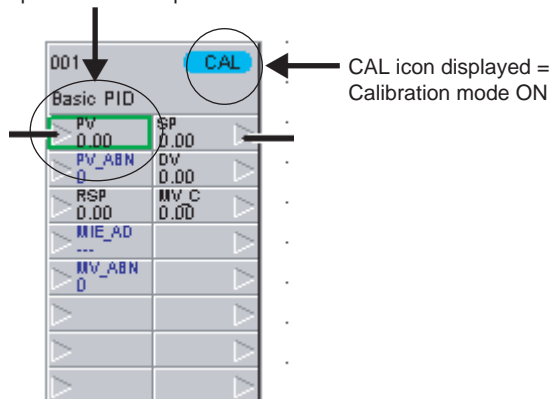 001
CAL
CAL icon displayed =
Calibration mode ON
Basic PID
PV
0.00
SP
0.00
PV_ABN
0
DV
0.00
RSP
0.00
MV_C
0.00
MIE_AD
---
MV_ABN
0